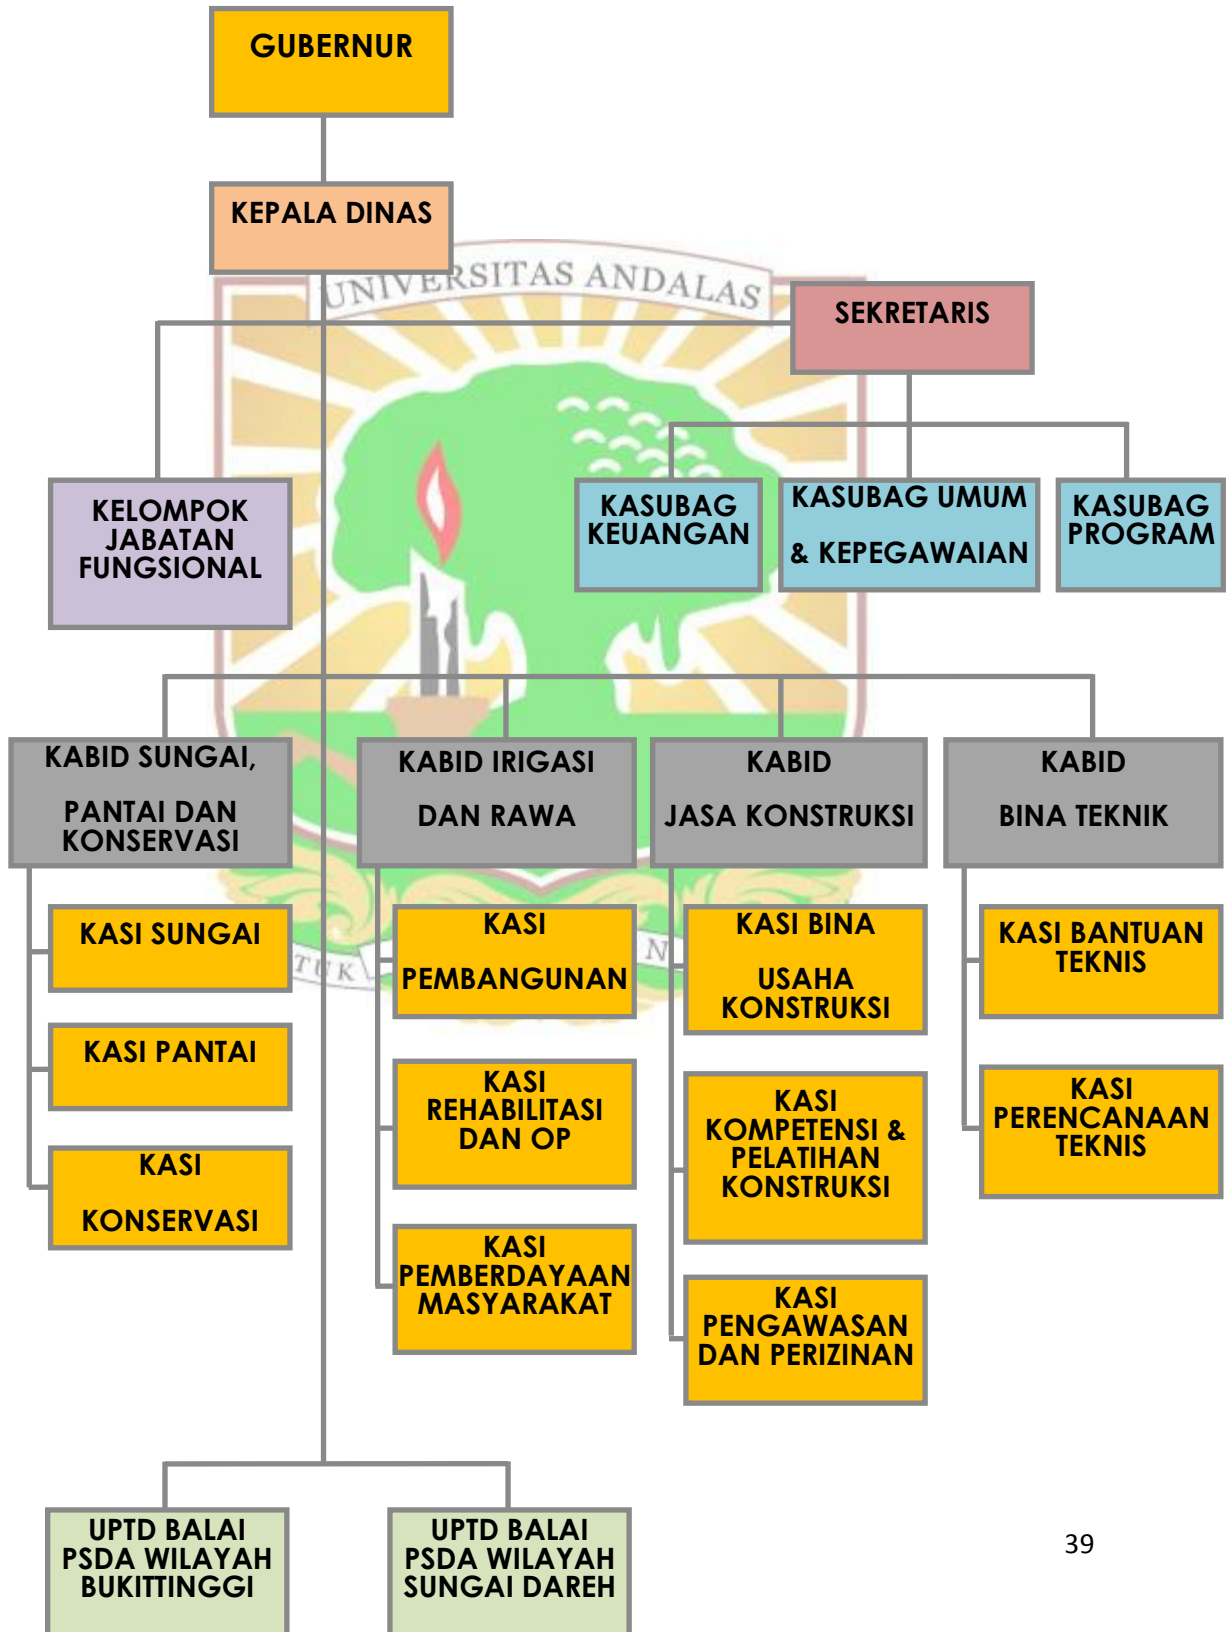 GUBERNUR
KEPALA DINAS
UNIVERSITAS ANDALAS
SEKRETARIS
KELOMPOK
JABATAN
FUNGSIONAL
KASUBAG
KEUANGAN
KASUBAG UMUM
& KEPEGAWAIAN
KASUBAG
PROGRAM
KABID SUNGAI,
PANTAI DAN
KONSERVASI
KABID IRIGASI
DAN RAWA
KABID
JASA KONSTRUKSI
KABID
BINA TEKNIK
KASI SUNGAI
KASI PANTAI
KASI
KONSERVASI
KASI
PEMBANGUNAN
KASI
REHABILITASI
DAN OP
KASI
PEMBERDAYAAN
MASYARAKAT
KASI BINA
USAHA
KONSTRUKSI
KASI
KOMPETENSI &
PELATIHAN
KONSTRUKSI
KASI
PENGAWASAN
DAN PERIZINAN
KASI BANTUAN
TEKNIS
KASI
PERENCANAAN
TEKNIS
UPTD BALAI
PSDA WILAYAH
BUKITTINGGI
UPTD BALAI
PSDA WILAYAH
SUNGAI DAREH
39